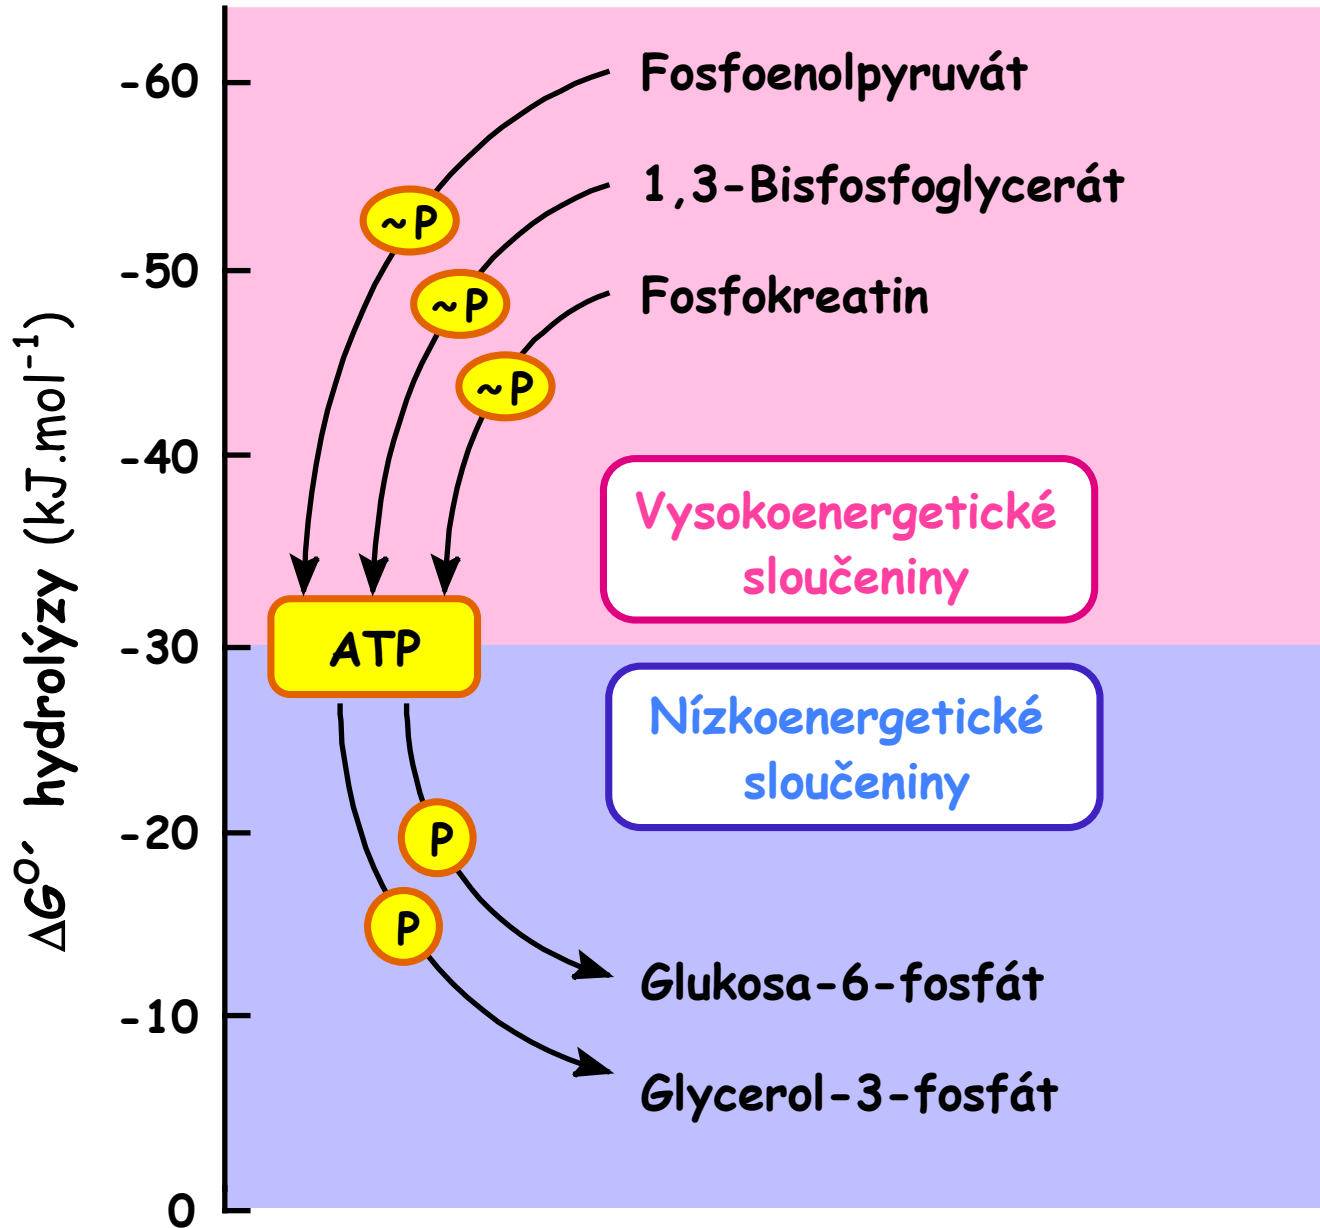 -60
-50
-40
-30
-20
-10
0
ΔG⁰´ hydrolýzy (kJ.mol⁻¹)
Fosfoenolpyruvát
1,3-Bisfosfoglycerát
Fosfokreatin
~P
~P
~P
Vysokoenergetické
sloučeniny
ATP
Nízkoenergetické
sloučeniny
P
P
Glukosa-6-fosfát
Glycerol-3-fosfát